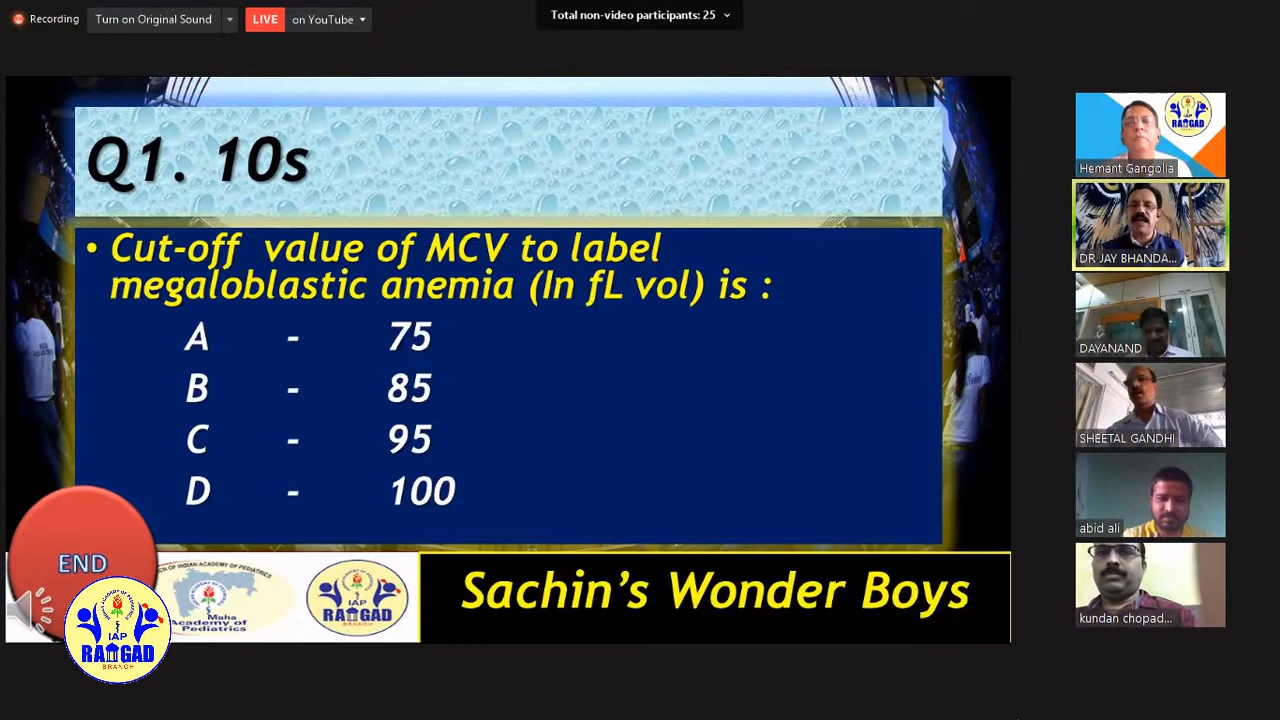 Recording
Turn on Original Sound
LIVE
on YouTube
Total non-video participants: 25
Q1. 10s
• Cut-off value of MCV to label
megaloblastic anemia (In fL vol) is :
A - 75
B - 85
C - 95
D - 100
END
IAP
RAIGAD
BRANCH
Maha
Academy of
Pediatrics
IAP
RAIGAD
BRANCH
Sachin's Wonder Boys
IAP
RAIGAD
Hemant Gangolia
DR JAY BHANDA...
DAYANAND
SHEETAL GANDHI
abid ali
kundan chopad...